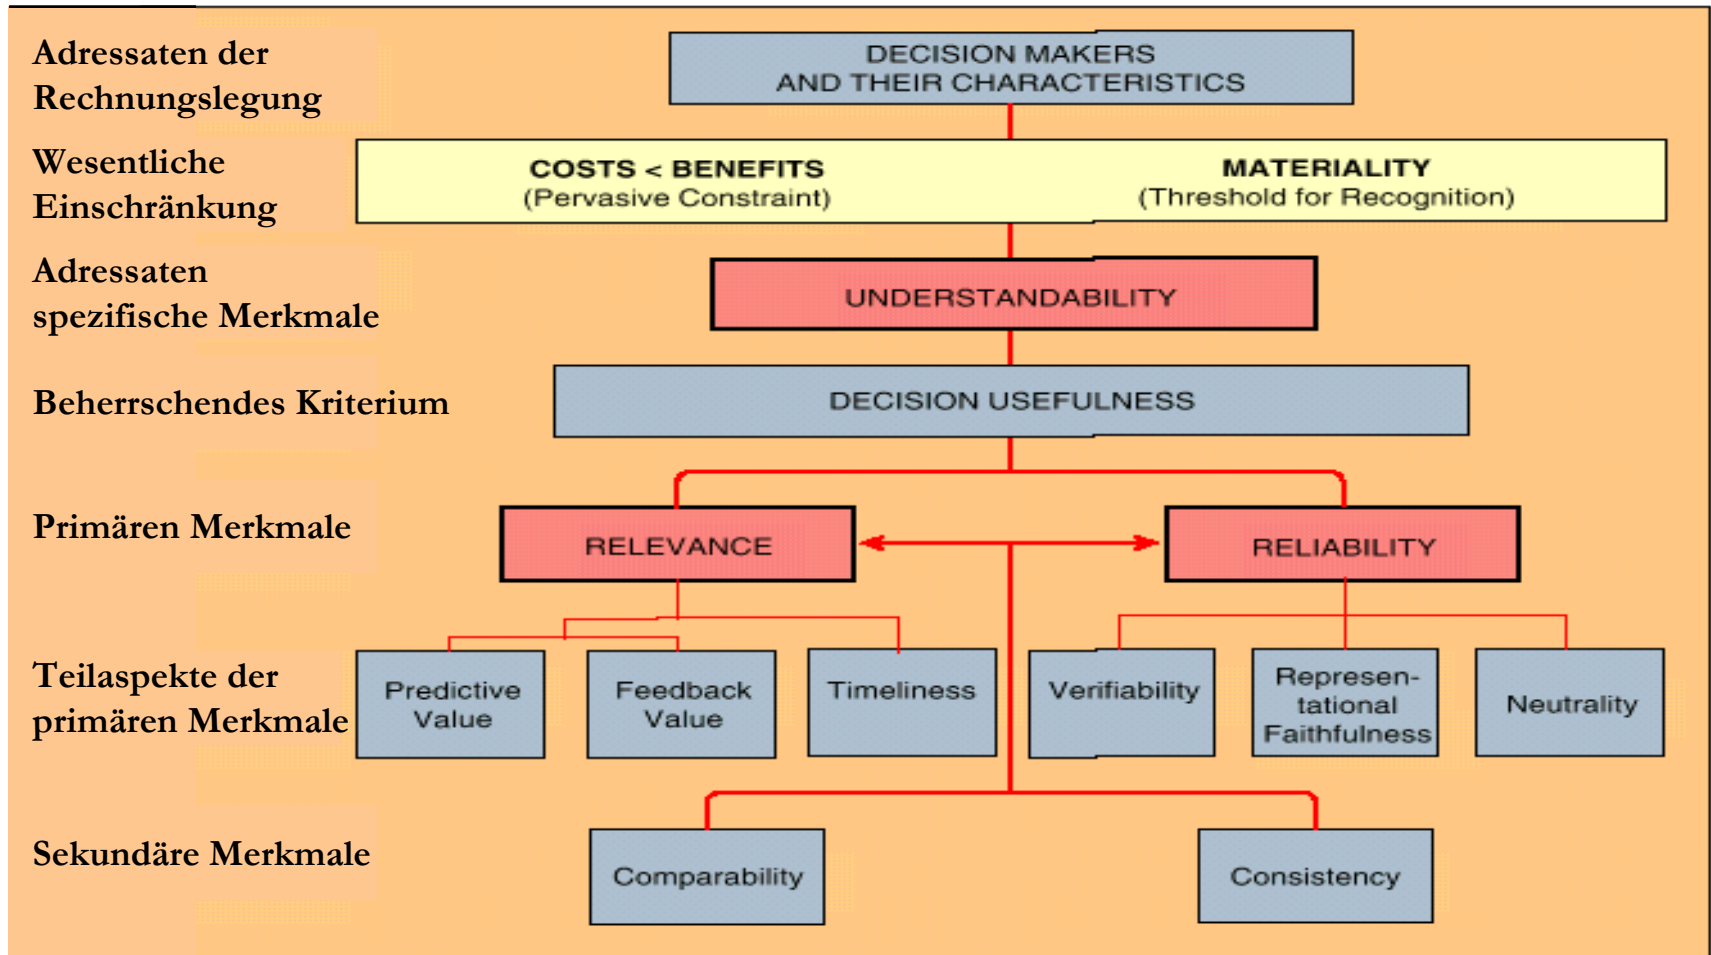 Adressaten der
Rechnungslegung
DECISION MAKERS
AND THEIR CHARACTERISTICS
Wesentliche
Einschränkung
COSTS < BENEFITS
(Pervasive Constraint)
MATERIALITY
(Threshold for Recognition)
Adressaten
spezifische Merkmale
UNDERSTANDABILITY
Beherrschendes Kriterium
DECISION USEFULNESS
Primären Merkmale
RELEVANCE
RELIABILITY
Teilaspekte der
primären Merkmale
Predictive
Value
Feedback
Value
Timeliness
Verifiability
Represen-
tational
Faithfulness
Neutrality
Sekundäre Merkmale
Comparability
Consistency